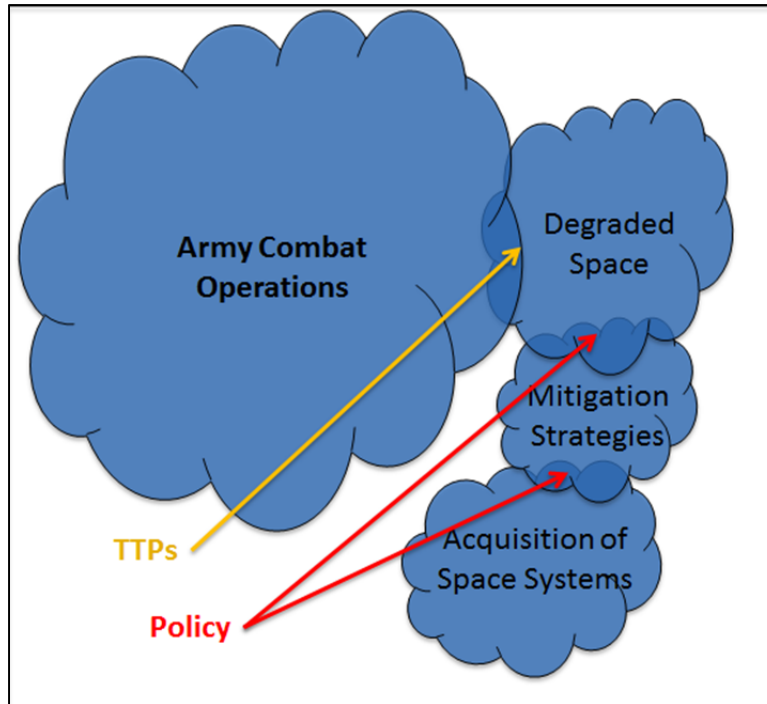 Army Combat
Operations
Degraded
Space
Mitigation
Strategies
Acquisition of
Space Systems
TTPs
Policy